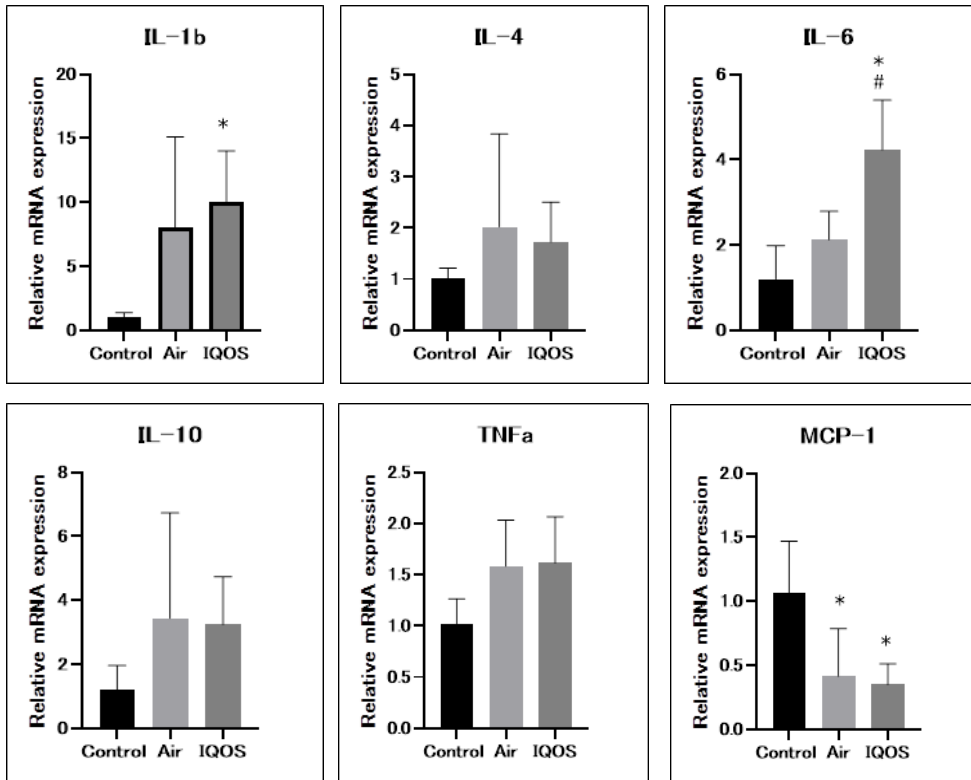 IL-1b
Relative mRNA expression
20
15
10
5
0
*
Control Air IQOS
IL-4
Relative mRNA expression
5
4
3
2
1
0
Control Air IQOS
IL-6
Relative mRNA expression
6
4
2
0
*
#
Control Air IQOS
IL-10
Relative mRNA expression
8
6
4
2
0
Control Air IQOS
TNFa
Relative mRNA expression
2.5
2.0
1.5
1.0
0.5
0.0
Control Air IQOS
MCP-1
Relative mRNA expression
2.0
1.5
1.0
0.5
0.0
*
*
Control Air IQOS